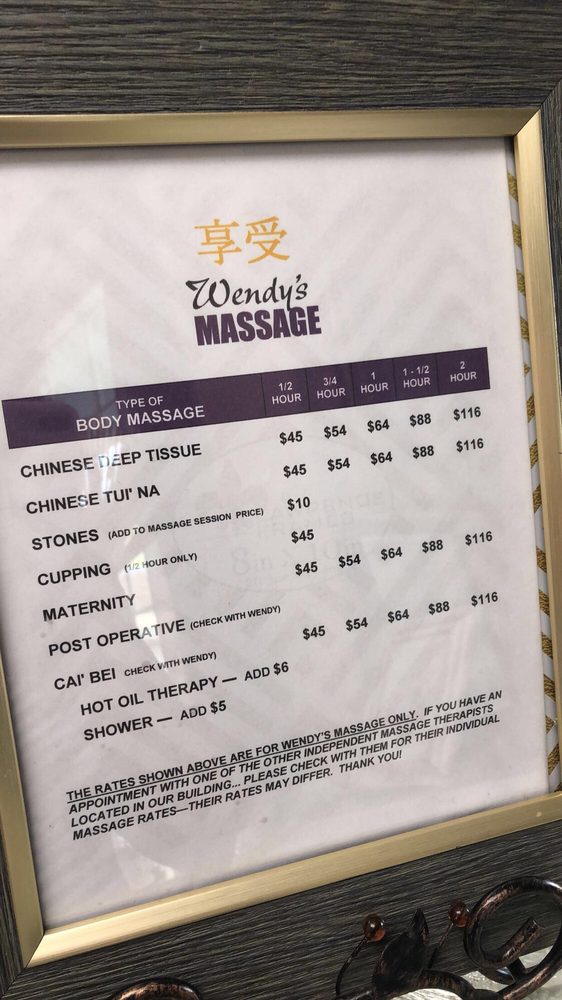 享受
Wendy's
MASSAGE
TYPE OF BODY MASSAGE 1/2 HOUR 3/4 HOUR 1 HOUR 1 - 1/2 HOUR 2 HOUR
CHINESE DEEP TISSUE $45 $54 $64 $88 $116
CHINESE TUI' NA $45 $54 $64 $88 $116
STONES (ADD TO MASSAGE SESSION PRICE) $10
CUPPING (1/2 HOUR ONLY) $45
MATERNITY $45 $54 $64 $88 $116
POST OPERATIVE (CHECK WITH WENDY)
CAI' BEI CHECK WITH WENDY) $45 $54 $64 $88 $116
HOT OIL THERAPY — ADD $6
SHOWER — ADD $5
THE RATES SHOWN ABOVE ARE FOR WENDY'S MASSAGE ONLY. IF YOU HAVE AN
APPOINTMENT WITH ONE OF THE OTHER INDEPENDENT MASSAGE THERAPISTS
LOCATED IN OUR BUILDING... PLEASE CHECK WITH THEM FOR THEIR INDIVIDUAL
MASSAGE RATES—THEIR RATES MAY DIFFER. THANK YOU!